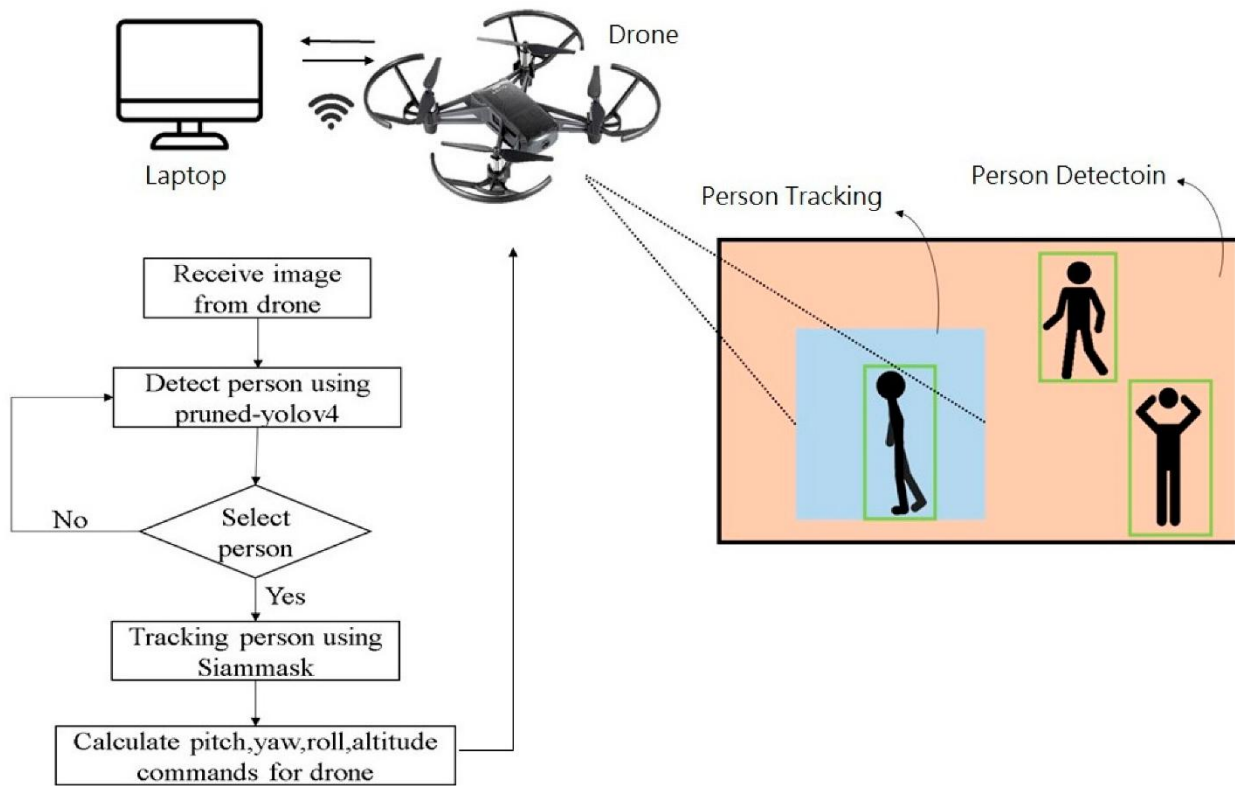 Drone
Laptop
Person Detectoin
Person Tracking
Receive image
from drone
Detect person using
pruned-yolov4
No
Select
person
Yes
Tracking person using
Siammask
Calculate pitch,yaw,roll,altitude
commands for drone